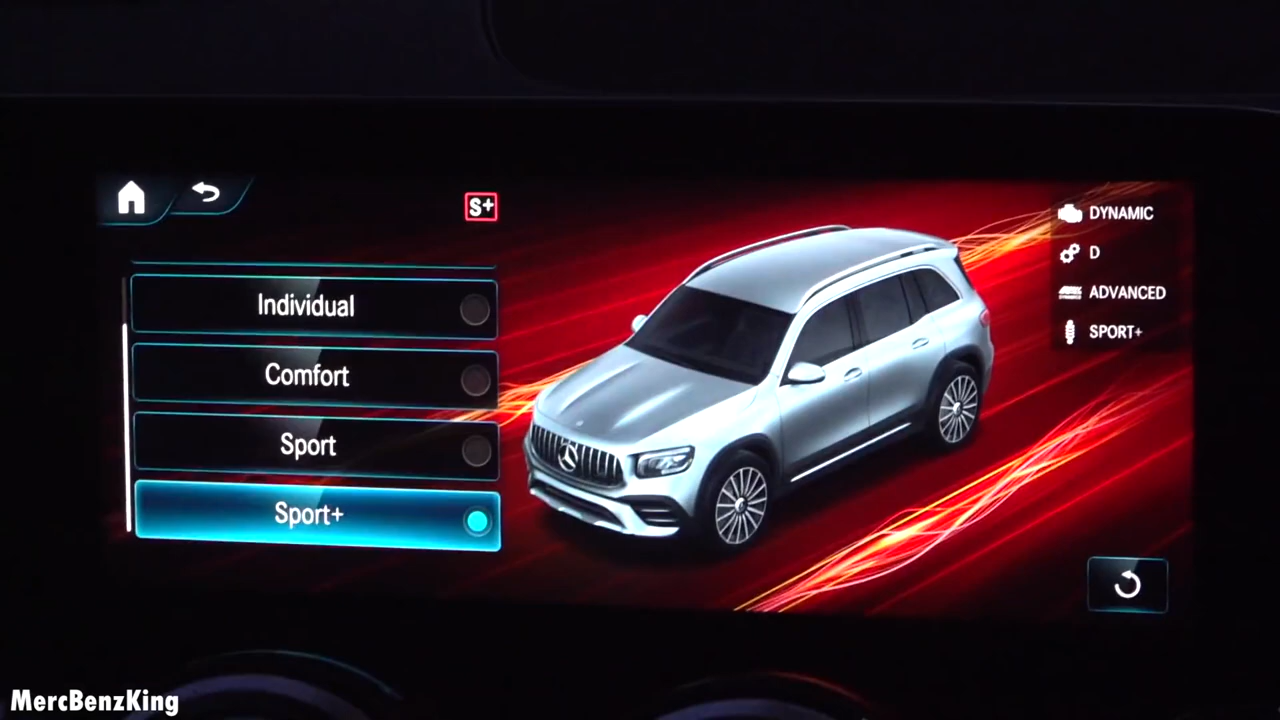 S+
Individual
Comfort
Sport
Sport+
DYNAMIC
D
ADVANCED
SPORT+
MercBenzKing